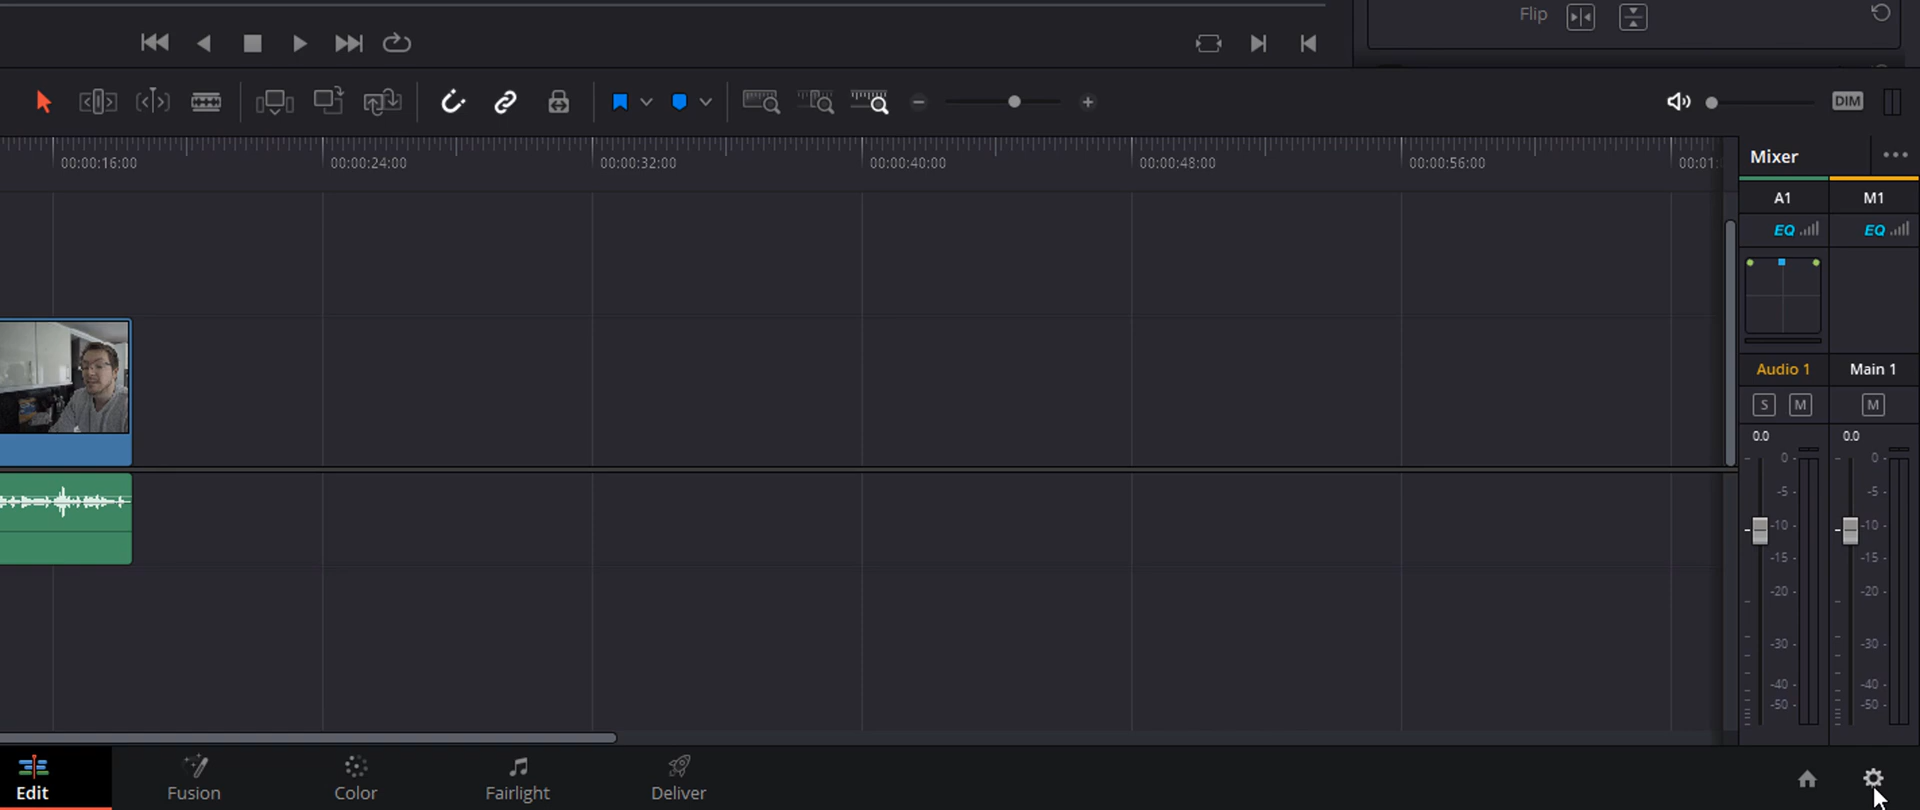 Flip
DIM
00:00:16:00 00:00:24:00 00:00:32:00 00:00:40:00 00:00:48:00 00:00:56:00 00:01:
Mixer
A1 M1
EQ EQ
Audio 1 Main 1
S M M
0.0 0.0
0 0
-5 -5
-10 -10
-15 -15
-20 -20
-30 -30
-40 -40
-50 -50
Edit Fusion Color Fairlight Deliver